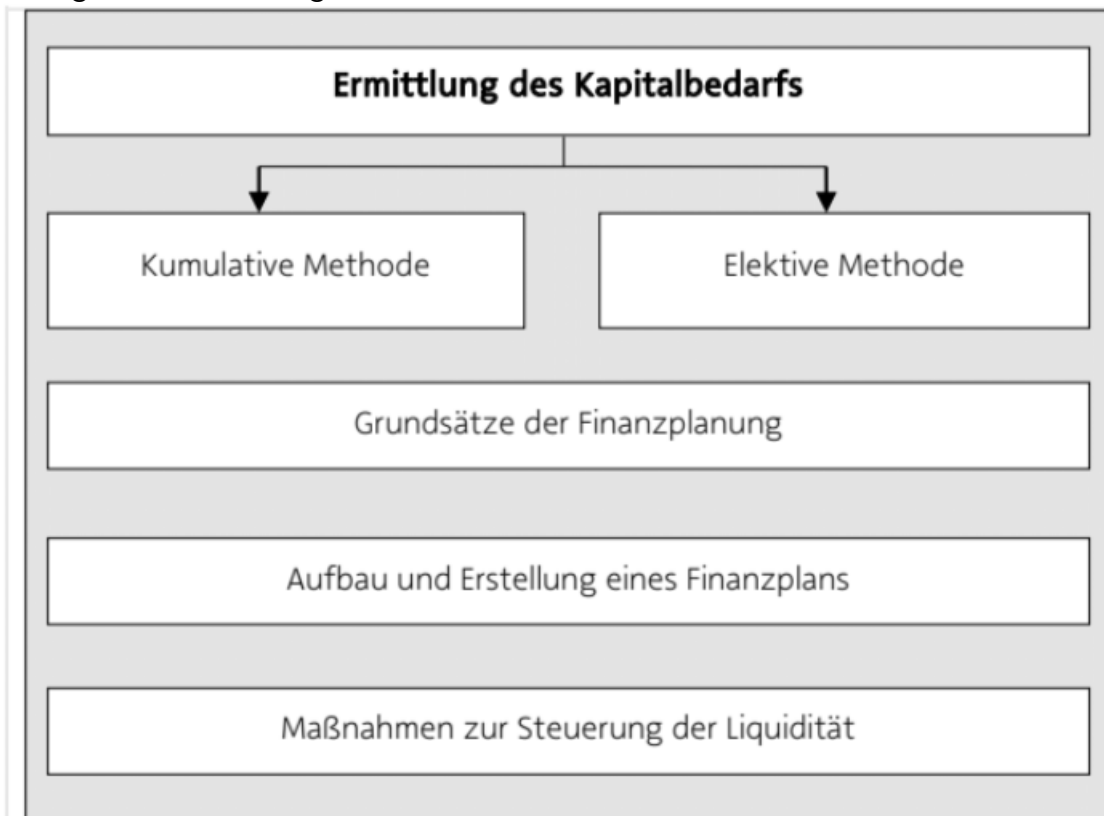 Ermittlung des Kapitalbedarfs
Kumulative Methode
Elektive Methode
Grundsätze der Finanzplanung
Aufbau und Erstellung eines Finanzplans
Maßnahmen zur Steuerung der Liquidität